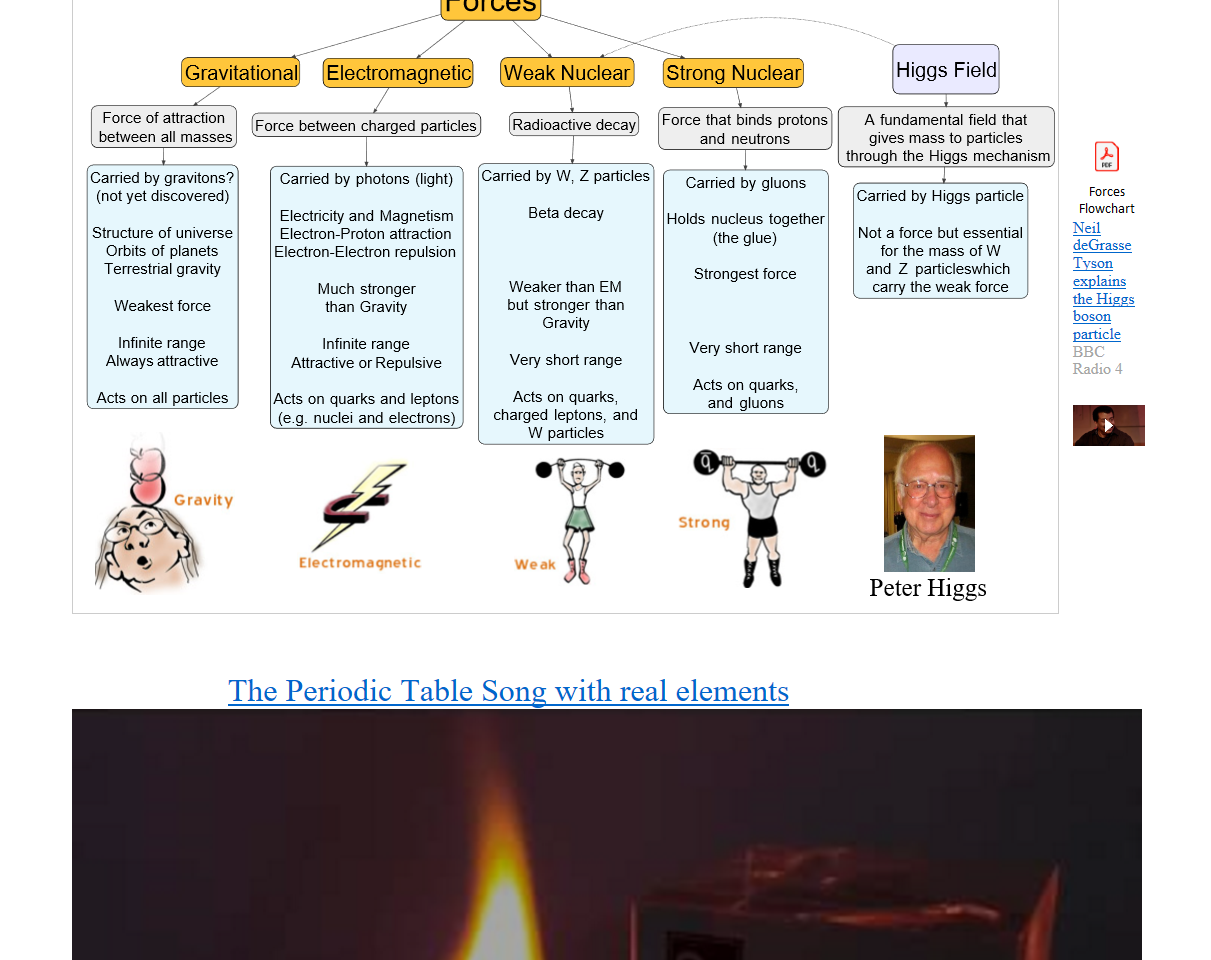 Forces
Gravitational
Electromagnetic
Weak Nuclear
Strong Nuclear
Higgs Field
Force of attraction
between all masses
Force between charged particles
Radioactive decay
Force that binds protons
and neutrons
A fundamental field that
gives mass to particles
through the Higgs mechanism
Carried by gravitons?
(not yet discovered)
Structure of universe
Orbits of planets
Terrestrial gravity
Weakest force
Infinite range
Always attractive
Acts on all particles
Carried by photons (light)
Electricity and Magnetism
Electron-Proton attraction
Electron-Electron repulsion
Much stronger
than Gravity
Infinite range
Attractive or Repulsive
Acts on quarks and leptons
(e.g. nuclei and electrons)
Carried by W, Z particles
Beta decay
Weaker than EM
but stronger than
Gravity
Very short range
Acts on quarks,
charged leptons, and
W particles
Carried by gluons
Holds nucleus together
(the glue)
Strongest force
Very short range
Acts on quarks,
and gluons
Carried by Higgs particle
Not a force but essential
for the mass of W
and Z particleswhich
carry the weak force
Gravity
Electromagnetic
Weak
Strong
q̄
q
Peter Higgs
PDF
Forces
Flowchart
Neil
deGrasse
Tyson
explains
the Higgs
boson
particle
BBC
Radio 4
The Periodic Table Song with real elements